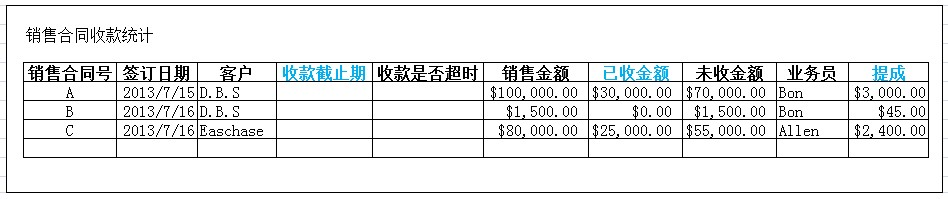 销售合同收款统计
销售合同号 签订日期 客户 收款截止期 收款是否超时 销售金额 已收金额 未收金额 业务员 提成
A 2013/7/15 D.B.S $100,000.00 $30,000.00 $70,000.00 Bon $3,000.00
B 2013/7/16 D.B.S $1,500.00 $0.00 $1,500.00 Bon $45.00
C 2013/7/16 Easchase $80,000.00 $25,000.00 $55,000.00 Allen $2,400.00